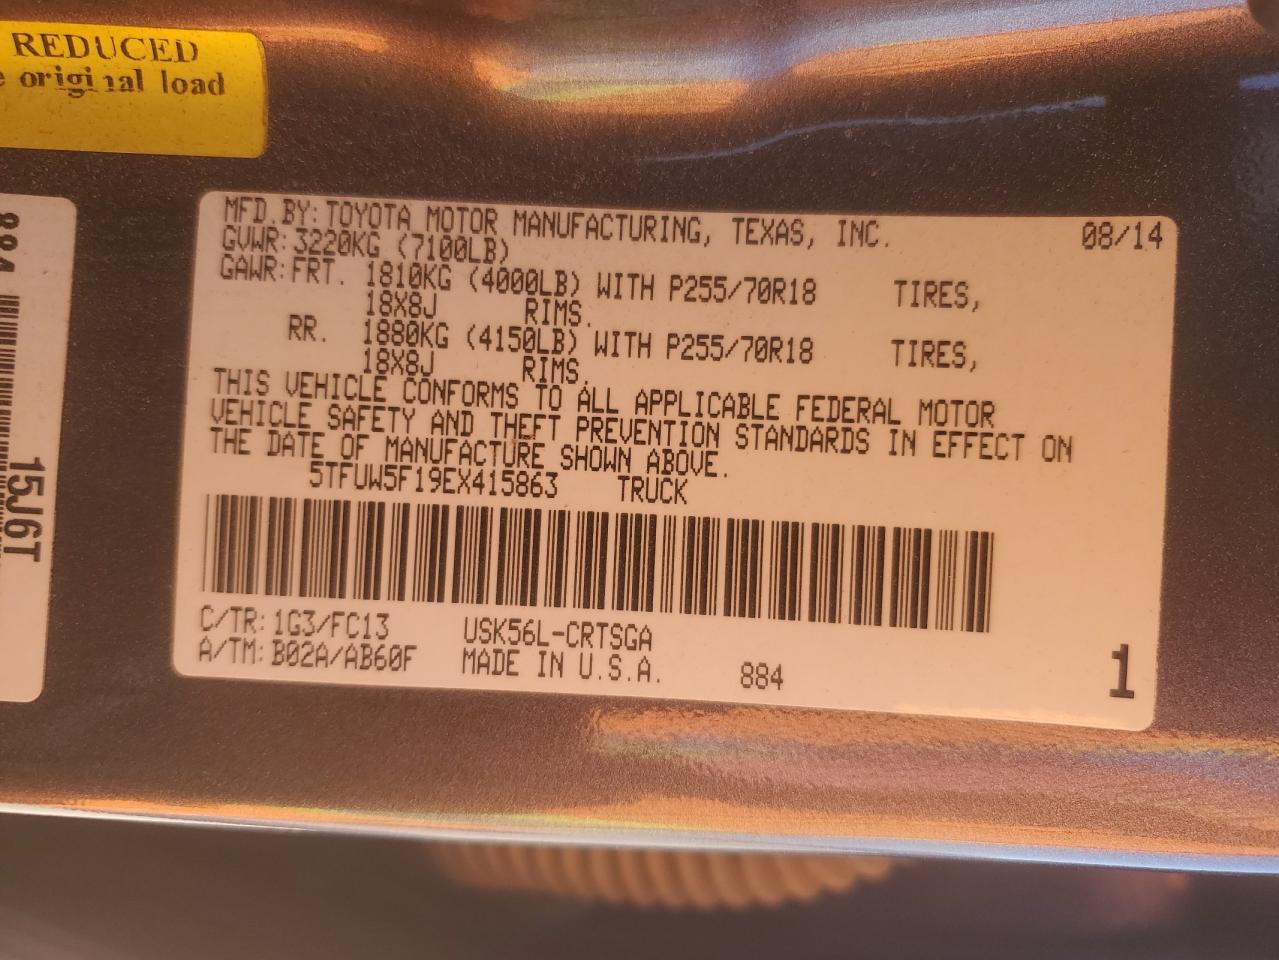 REDUCED
original load
884
15J6T
MFD.BY:TOYOTA MOTOR MANUFACTURING, TEXAS, INC. 08/14
GVWR:3220KG (7100LB)
GAWR:FRT. 1810KG (4000LB) WITH P255/70R18 TIRES,
18X8J RIMS.
RR. 1880KG (4150LB) WITH P255/70R18 TIRES,
18X8J RIMS.
THIS VEHICLE CONFORMS TO ALL APPLICABLE FEDERAL MOTOR
VEHICLE SAFETY AND THEFT PREVENTION STANDARDS IN EFFECT ON
THE DATE OF MANUFACTURE SHOWN ABOVE.
5TFUW5F19EX415863 TRUCK
C/TR:1G3/FC13 USK56L-CRTSGA
A/TM:B02A/AB60F MADE IN U.S.A. 884 1